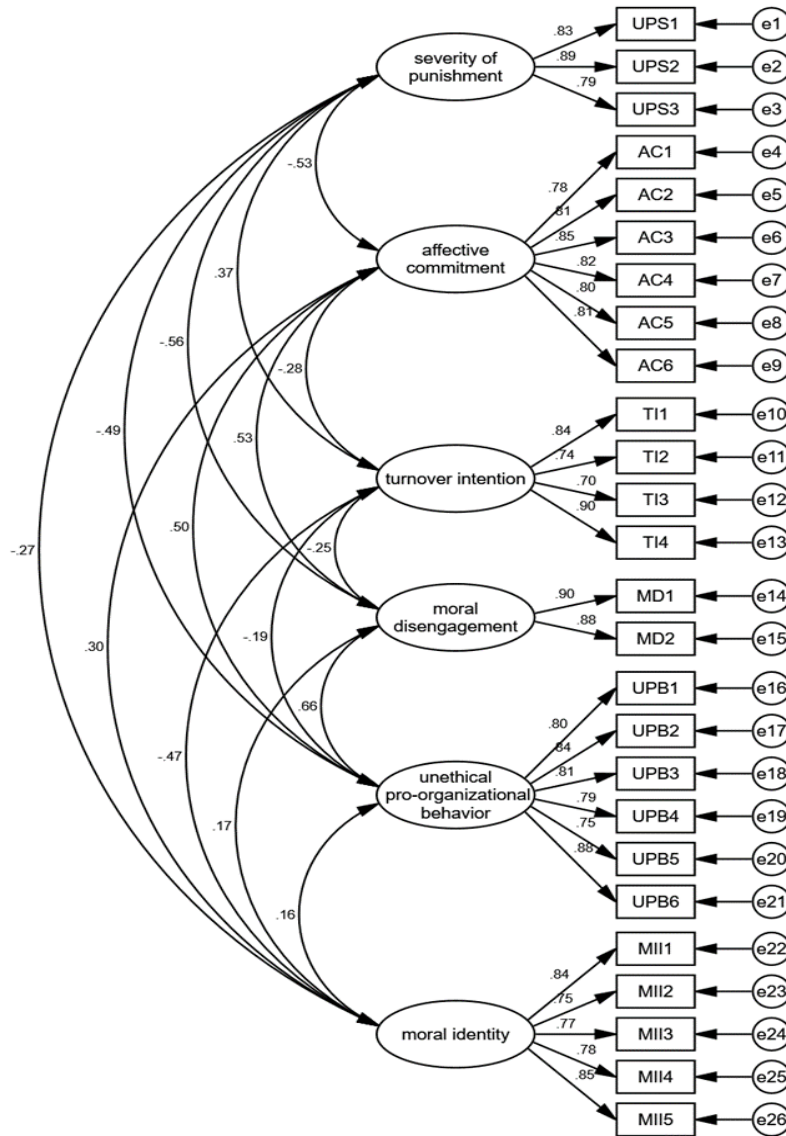 severity of
punishment
.83
UPS1
e1
.89
UPS2
e2
.79
UPS3
e3
-.53
affective
commitment
.78
AC1
e4
.81
AC2
e5
.85
AC3
e6
.82
AC4
e7
.80
AC5
e8
.81
AC6
e9
.37
-.56
-.28
-.49
.53
turnover intention
.84
TI1
e10
.74
TI2
e11
.70
TI3
e12
.90
TI4
e13
.50
-.25
-.27
moral
disengagement
.90
MD1
e14
.88
MD2
e15
-.19
.30
.66
unethical
pro-organizational
behavior
.80
UPB1
e16
.84
UPB2
e17
.81
UPB3
e18
.79
UPB4
e19
.75
UPB5
e20
.88
UPB6
e21
-.47
.17
.16
moral identity
.84
MII1
e22
.75
MII2
e23
.77
MII3
e24
.78
MII4
e25
.85
MII5
e26